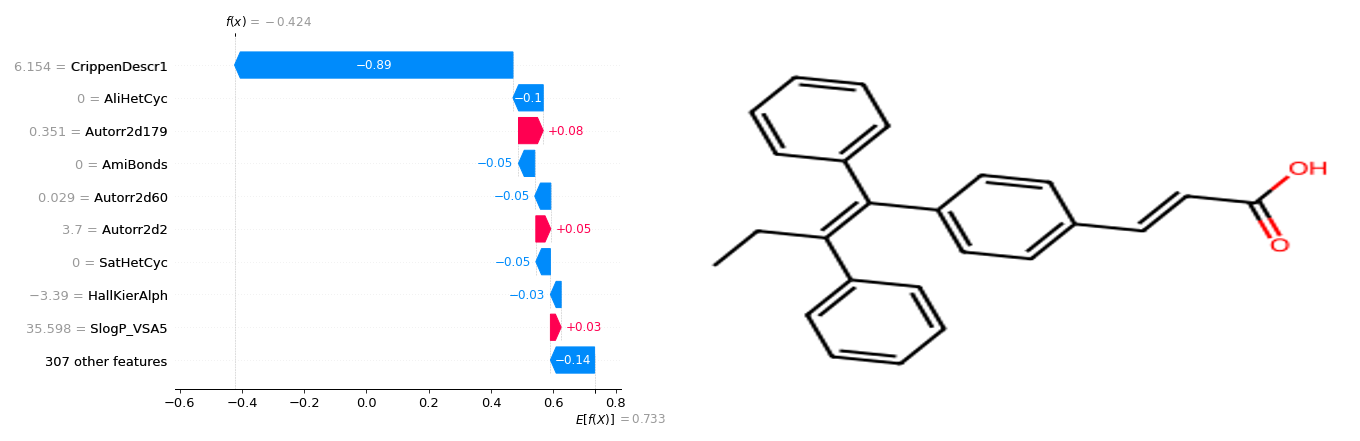 f(x) = −0.424
6.154 = CrippenDescr1
−0.89
0 = AliHetCyc
−0.1
0.351 = Autorr2d179
+0.08
0 = AmiBonds
−0.05
0.029 = Autorr2d60
−0.05
3.7 = Autorr2d2
+0.05
0 = SatHetCyc
−0.05
−3.39 = HallKierAlph
−0.03
35.598 = SlogP_VSA5
+0.03
307 other features
−0.14
−0.6 −0.4 −0.2 0.0 0.2 0.4 0.6 0.8
E[f(X)] = 0.733
OH
O